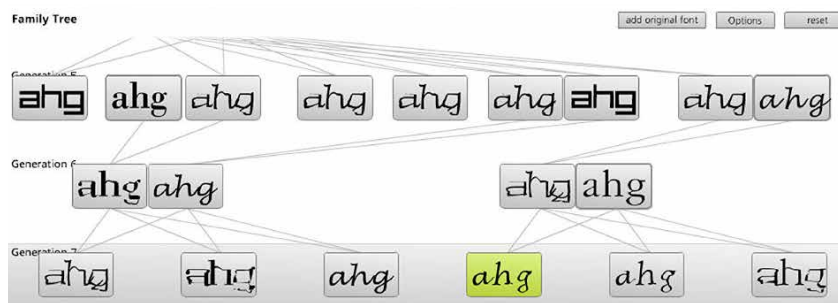 Family Tree add original font Options reset
Generation 5
ahg ahg ahg ahg ahg ahg ahg ahg ahg
Generation 6
ahg ahg ahg ahg
Generation 7
ahg ahg ahg ahg ahg ahg